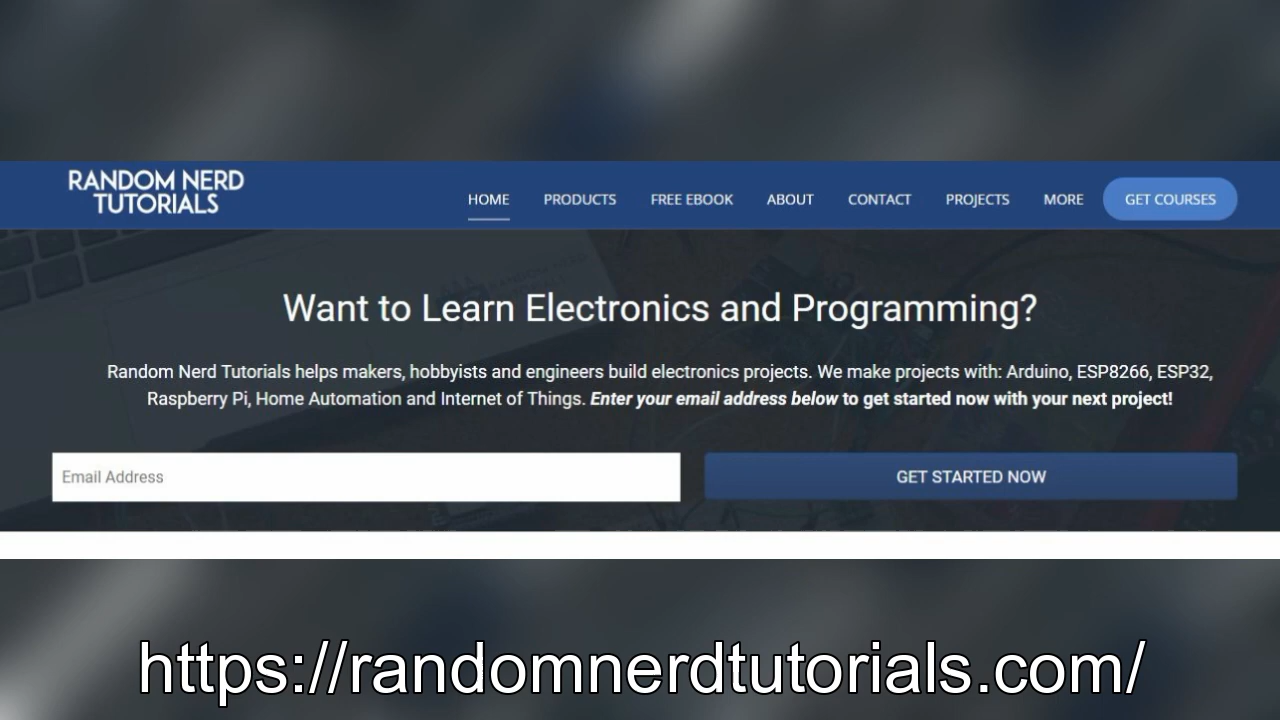 RANDOM NERD
TUTORIALS
HOME PRODUCTS FREE EBOOK ABOUT CONTACT PROJECTS MORE GET COURSES
Want to Learn Electronics and Programming?
Random Nerd Tutorials helps makers, hobbyists and engineers build electronics projects. We make projects with: Arduino, ESP8266, ESP32,
Raspberry Pi, Home Automation and Internet of Things. Enter your email address below to get started now with your next project!
Email Address
GET STARTED NOW
https://randomnerdtutorials.com/